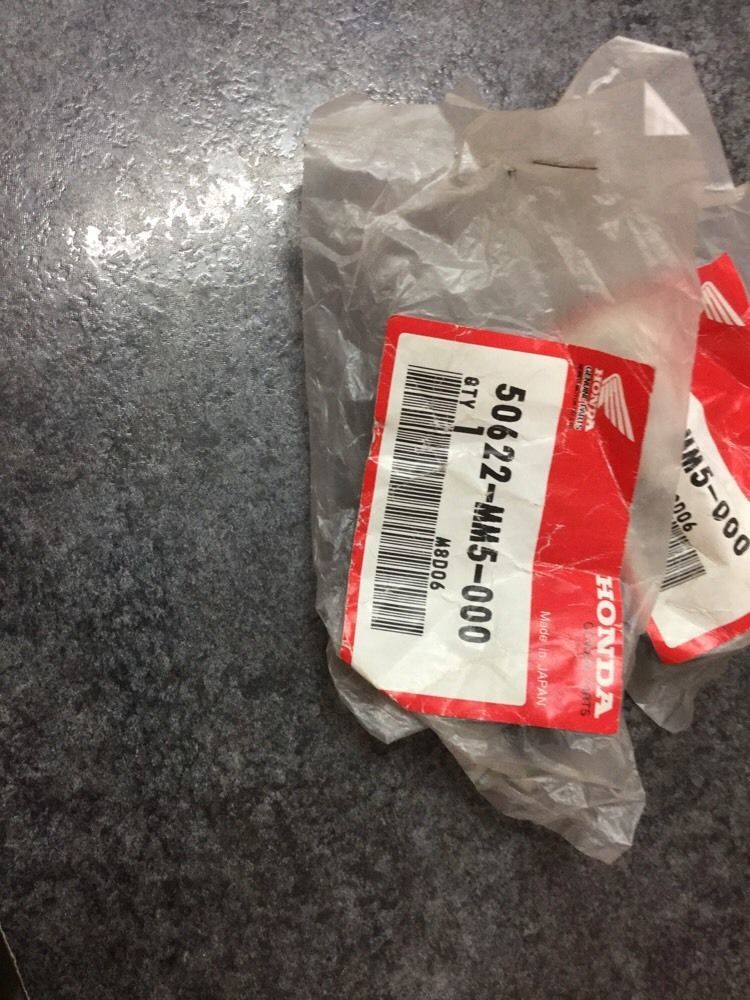 HONDA
GENUINE PARTS
50622-MM5-000
QTY 1
M8D06
HONDA
Made in JAPAN
MM5-000